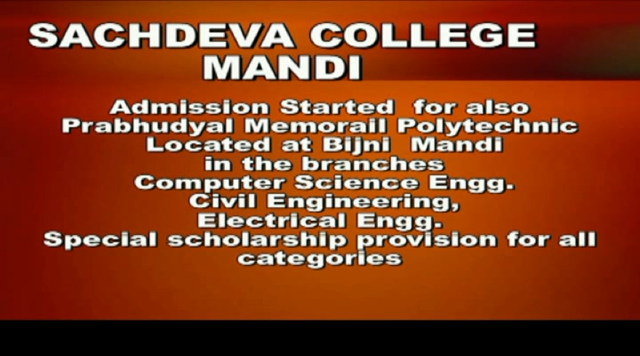 SACHDEVA COLLEGE
MANDI
Admission Started for also
Prabhudyal Memorail Polytechnic
Located at Bijni Mandi
in the branches
Computer Science Engg.
Civil Engineering,
Electrical Engg.
Special scholarship provision for all
categories